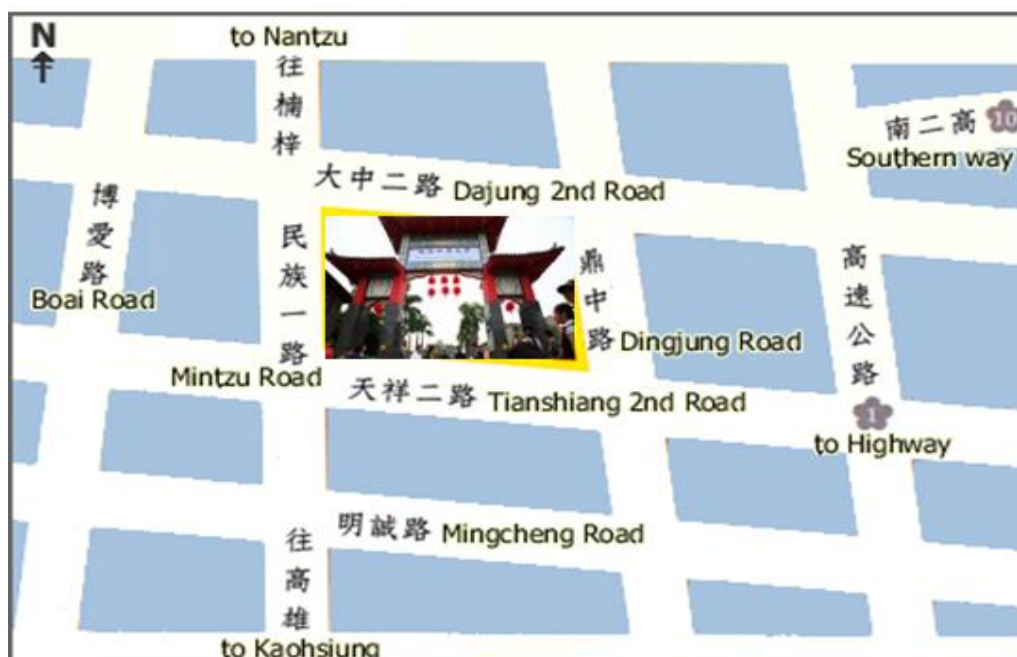 N
to Nantzu
往楠梓
南二高 10
Southern way
大中二路 Dajung 2nd Road
博愛路
Boai Road
民族一路
Mintzu Road
鼎中路
Dingjung Road
高速公路
1
to Highway
天祥二路 Tianshiang 2nd Road
明誠路 Mingcheng Road
往高雄
to Kaohsiung